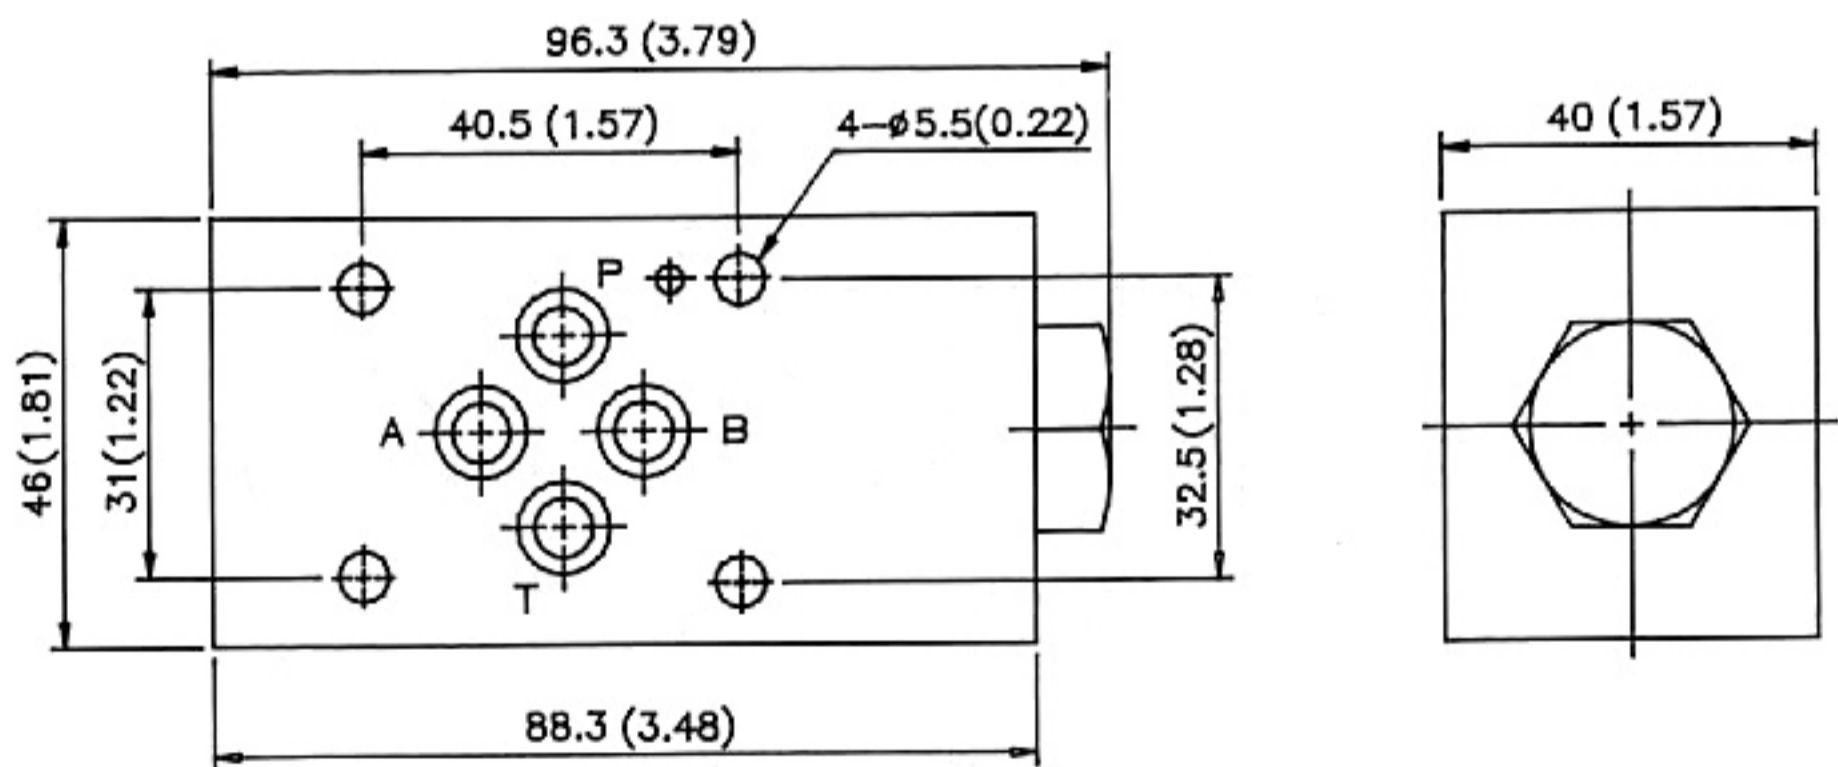 96.3 (3.79)
40.5 (1.57)
4-ø5.5(0.22)
40 (1.57)
P
46(1.81)
31(1.22)
A
B
32.5(1.28)
T
88.3 (3.48)